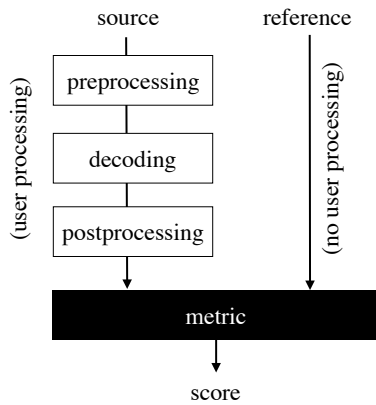 source
reference
(user processing)
preprocessing
decoding
postprocessing
(no user processing)
metric
score